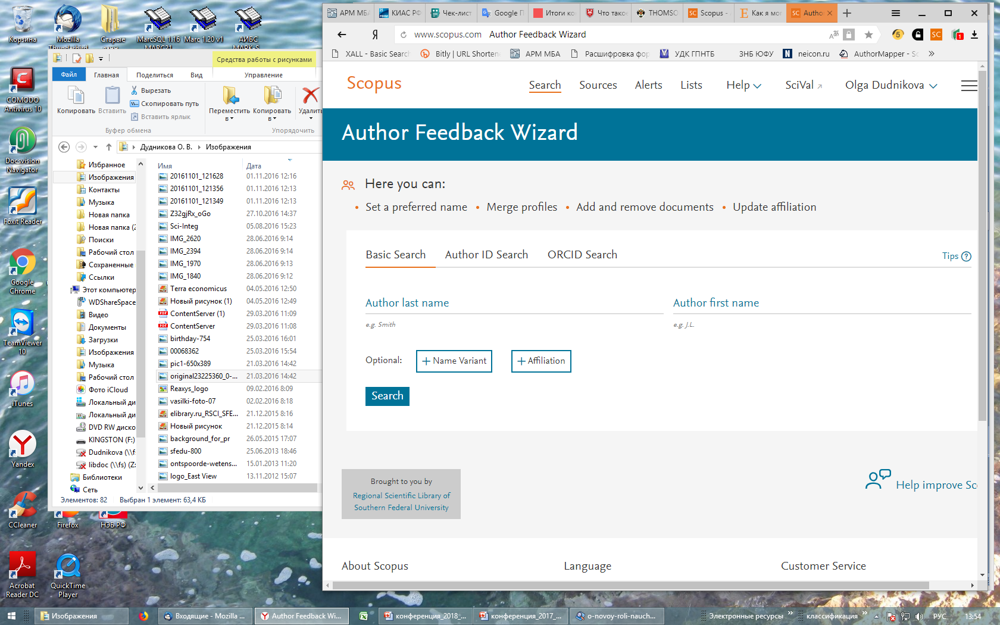 Корзина
Mozilla
Thunderbird
Старые
MarcSQL 1.16
MARC21
Marc 1.20 v1
АИБС
МАРК-S
COMODO
Antivirus 10
Docsvision
Navigator
Foxit Reader
Google
Chrome
TeamViewer
10
iTunes
Yandex
CCleaner
Firefox
НЭБ РФ
Acrobat
Reader DC
QuickTime
Player
Средства работы с рисунками
Файл
Главная
Поделиться
Вид
Управление
Копировать
Вставить
Вырезать
Скопировать путь
Вставить ярлык
Буфер обмена
Переместить в
Копировать в
Удалить
Упорядочить
Дудникова О. В.
Изображения
Избранное
Изображения
Контакты
Музыка
Новая папка
Новая папка (2
Поиски
Рабочий стол
Сохраненные
Ссылки
Этот компьютер
WDShareSpace
Видео
Документы
Загрузки
Изображения
Музыка
Рабочий стол
Фото iCloud
Локальный ди
Локальный ди
DVD RW диско
KINGSTON (F:)
Dudnikova (\\f
libdoc (\\fs) (Z:
Библиотеки
Сеть
Имя Дата
20161101_121628 01.11.2016 12:16
20161101_121356 01.11.2016 12:13
20161101_121349 01.11.2016 12:13
Z32gjRx_oGo 27.10.2016 14:37
Sci-Integ 05.08.2016 15:23
IMG_2620 28.06.2016 9:14
IMG_2394 28.06.2016 9:14
IMG_1970 28.06.2016 9:13
IMG_1840 28.06.2016 9:12
Terra economicus 04.05.2016 12:50
Новый рисунок (1) 04.05.2016 12:49
ContentServer (1) 29.03.2016 11:09
ContentServer 29.03.2016 11:08
birthday-754 25.03.2016 16:01
00068362 25.03.2016 15:54
pic1-650x389 21.03.2016 14:42
original23225360_0-... 21.03.2016 14:42
Reaxys_logo 09.02.2016 8:09
vasilki-foto-07 02.02.2016 8:18
elibrary.ru_RSCI_SFE... 21.12.2015 8:16
Новый рисунок 21.12.2015 8:14
background_for_pr 26.05.2015 17:07
sfedu-800 25.06.2013 18:46
ontspoorde-wetens... 15.01.2013 11:20
logo_East View 13.11.2012 15:07
Элементов: 82 Выбран 1 элемент: 63,4 КБ
АРМ МБА
КИАС РФ
Чек-лист
Google П
Итоги ко
Что такое
THOMSO
Scopus -
Как я мог
Autho
www.scopus.com Author Feedback Wizard
XALL - Basic Search
Bitly | URL Shortene
АРМ МБА
Расшифровка фор
УДК ГПНТБ
ЗНБ ЮФУ
neicon.ru
AuthorMapper - Sc
Scopus
Search
Sources
Alerts
Lists
Help
SciVal
Olga Dudnikova
Author Feedback Wizard
Here you can:
• Set a preferred name • Merge profiles • Add and remove documents • Update affiliation
Basic Search
Author ID Search
ORCID Search
Tips
Author last name
Author first name
e.g. Smith
e.g. J.L.
Optional:
+ Name Variant
+ Affiliation
Search
Brought to you by
Regional Scientific Library of
Southern Federal University
Help improve Sc
About Scopus
Language
Customer Service
Изображения
Входящие - Mozilla ...
Author Feedback Wi...
конференция_2018_...
конференция_2017_...
o-novoy-roli-nauch...
Электронные ресурсы
классификация
РУС
13:54